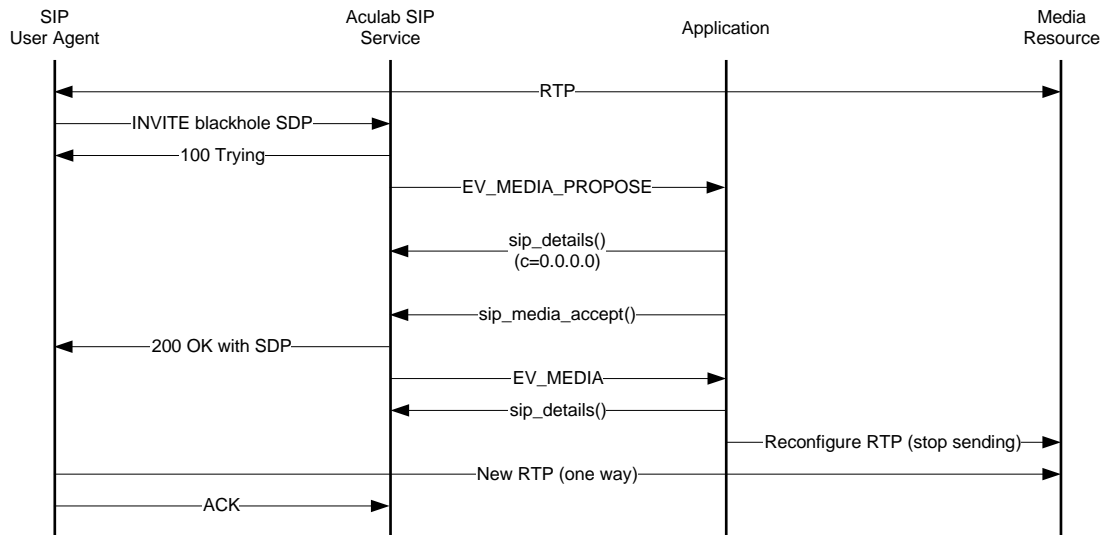 SIP
User Agent
Aculab SIP
Service
Application
Media
Resource
RTP
INVITE blackhole SDP
100 Trying
EV_MEDIA_PROPOSE
sip_details()
(c=0.0.0.0)
sip_media_accept()
200 OK with SDP
EV_MEDIA
sip_details()
Reconfigure RTP (stop sending)
New RTP (one way)
ACK